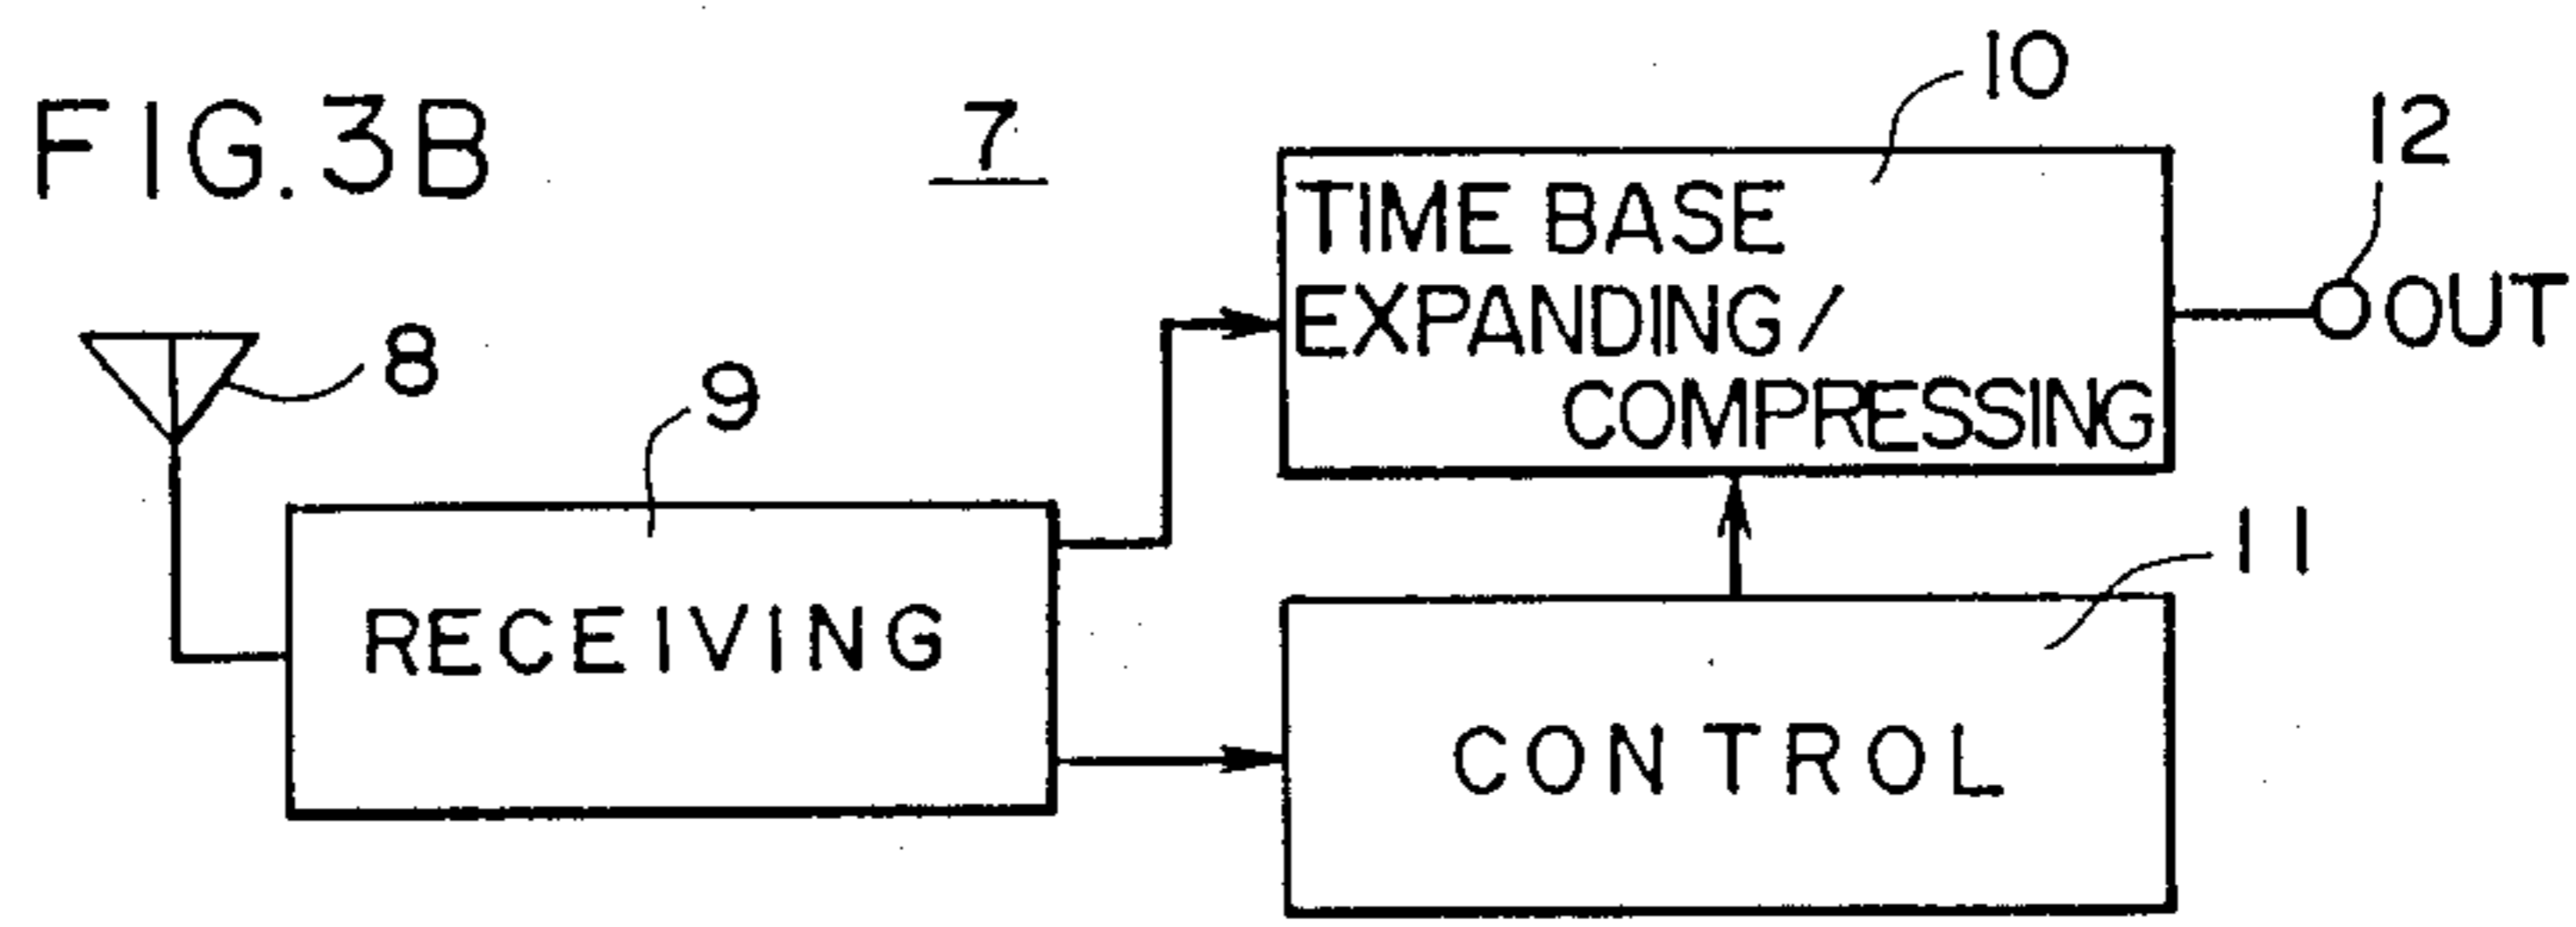 FIG. 3B
7
10
12
TIME BASE
EXPANDING/
COMPRESSING
OUT
8
9
11
RECEIVING
CONTROL